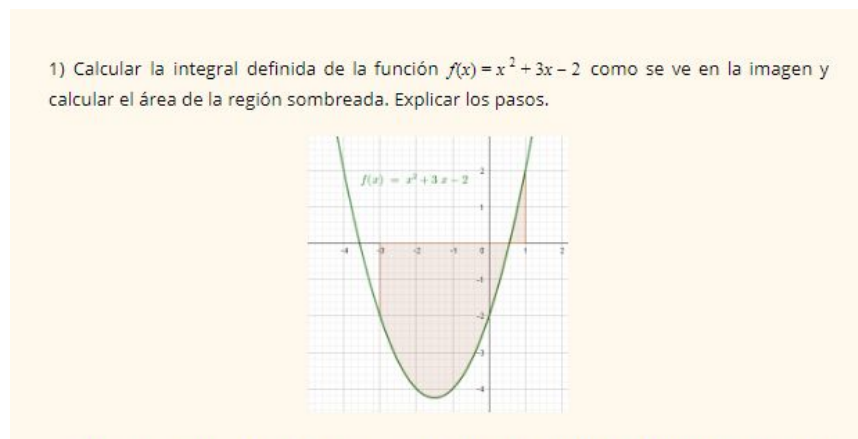 1) Calcular la integral definida de la función f(x) = x² + 3x – 2 como se ve en la imagen y
calcular el área de la región sombreada. Explicar los pasos.
f(x) = x² + 3 x – 2
2
1
-4 -3 -2 -1 0 1 2
-1
-2
-3
-4